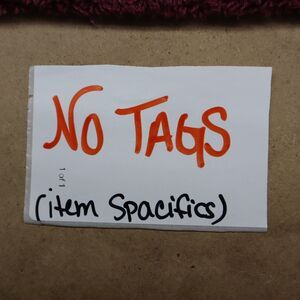 NO TAGS
1 of 1
(item Spacifics)